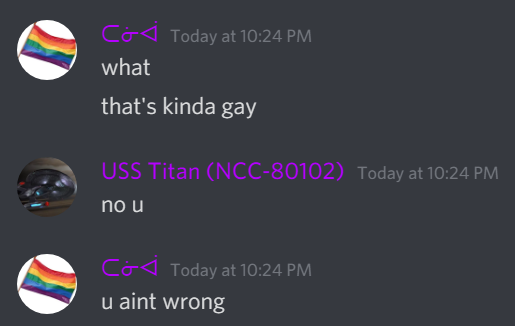 ᑕᓂᐊ Today at 10:24 PM
what
that's kinda gay
USS Titan (NCC-80102) Today at 10:24 PM
no u
ᑕᓂᐊ Today at 10:24 PM
u aint wrong